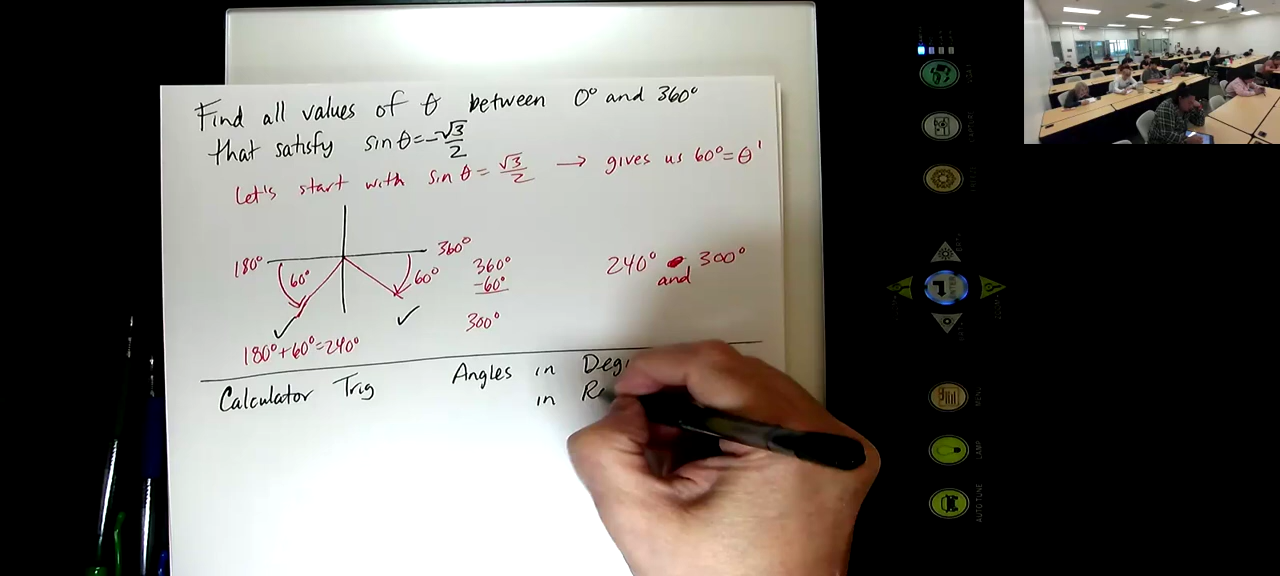 Find all values of θ between 0° and 360°
that satisfy sin θ = -√3/2
Let's start with sin θ = √3/2 → gives us 60° = θ'
180° 360°
60° 60°
360°
-60°
300°
240° and 300°
180°+60°=240°
Calculator Trig
Angles in Deg
in R